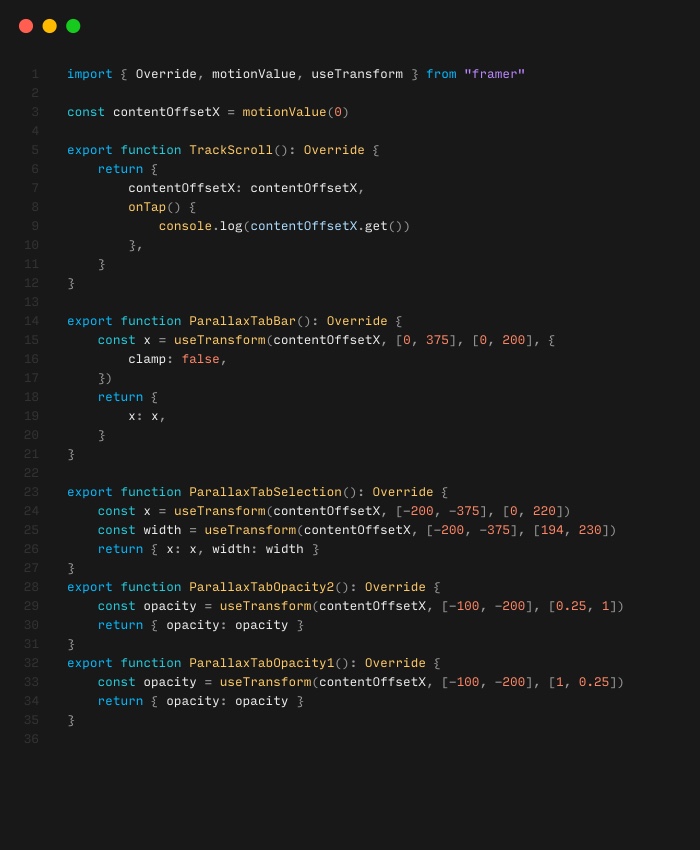 1 import { Override, motionValue, useTransform } from "framer"
2
3 const contentOffsetX = motionValue(0)
4
5 export function TrackScroll(): Override {
6     return {
7         contentOffsetX: contentOffsetX,
8         onTap() {
9             console.log(contentOffsetX.get())
10         },
11     }
12 }
13
14 export function ParallaxTabBar(): Override {
15     const x = useTransform(contentOffsetX, [0, 375], [0, 200], {
16         clamp: false,
17     })
18     return {
19         x: x,
20     }
21 }
22
23 export function ParallaxTabSelection(): Override {
24     const x = useTransform(contentOffsetX, [-200, -375], [0, 220])
25     const width = useTransform(contentOffsetX, [-200, -375], [194, 230])
26     return { x: x, width: width }
27 }
28 export function ParallaxTabOpacity2(): Override {
29     const opacity = useTransform(contentOffsetX, [-100, -200], [0.25, 1])
30     return { opacity: opacity }
31 }
32 export function ParallaxTabOpacity1(): Override {
33     const opacity = useTransform(contentOffsetX, [-100, -200], [1, 0.25])
34     return { opacity: opacity }
35 }
36